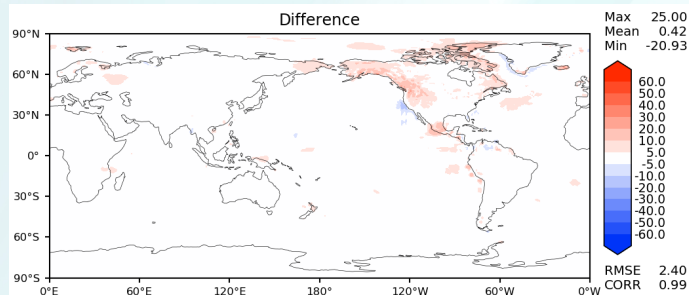 Difference
Max 25.00
Mean 0.42
Min -20.93
90°N
60°N
30°N
0°
30°S
60°S
90°S
0°E
60°E
120°E
180°
120°W
60°W
0°W
60.0
50.0
40.0
30.0
20.0
10.0
5.0
-5.0
-10.0
-20.0
-30.0
-40.0
-50.0
-60.0
RMSE 2.40
CORR 0.99